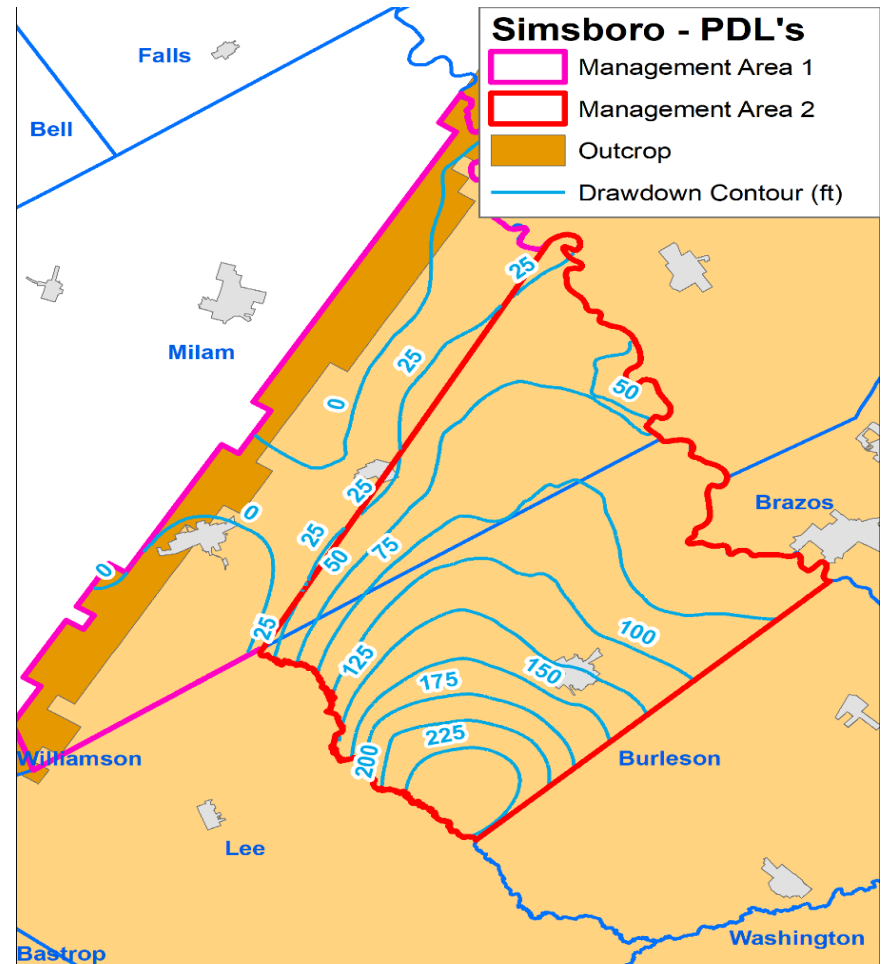 Simsboro - PDL's
Management Area 1
Management Area 2
Outcrop
Drawdown Contour (ft)
Falls
Bell
Milam
Brazos
Burleson
Williamson
Lee
Washington
Bastrop
25
25
50
0
25
0
25
50
75
0
25
125
100
150
175
200
225